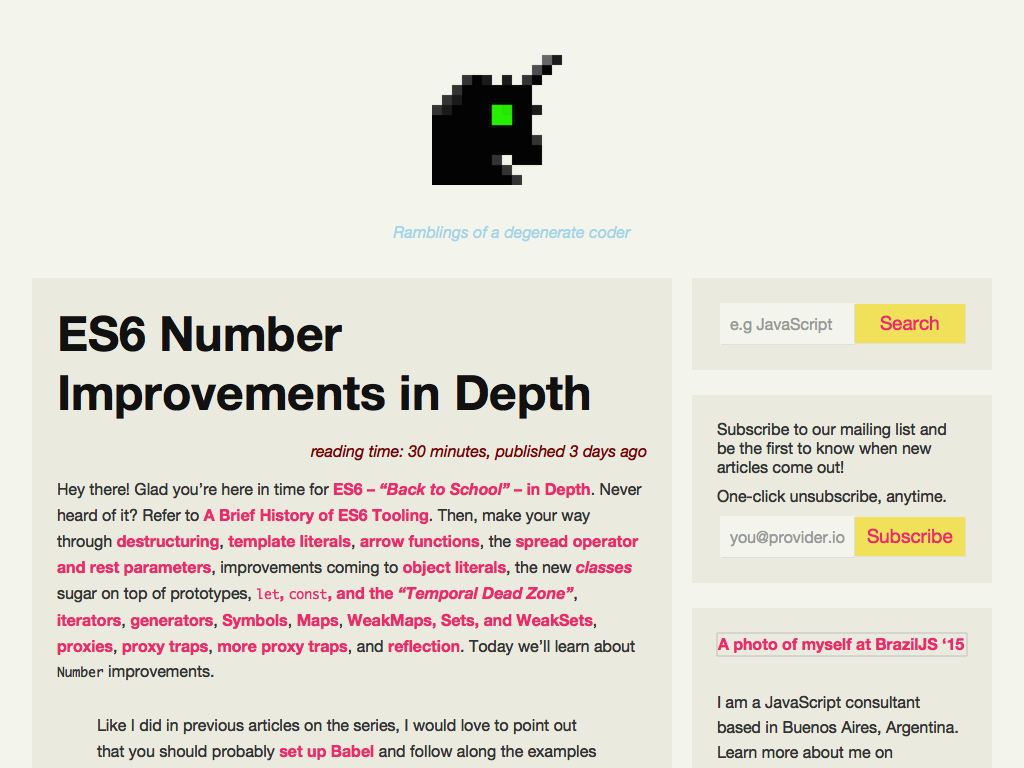 Ramblings of a degenerate coder
ES6 Number
Improvements in Depth
reading time: 30 minutes, published 3 days ago
Hey there! Glad you’re here in time for ES6 – “Back to School” – in Depth. Never
heard of it? Refer to A Brief History of ES6 Tooling. Then, make your way
through destructuring, template literals, arrow functions, the spread operator
and rest parameters, improvements coming to object literals, the new classes
sugar on top of prototypes, let, const, and the “Temporal Dead Zone”,
iterators, generators, Symbols, Maps, WeakMaps, Sets, and WeakSets,
proxies, proxy traps, more proxy traps, and reflection. Today we’ll learn about
Number improvements.
Like I did in previous articles on the series, I would love to point out
that you should probably set up Babel and follow along the examples
e.g JavaScript
Search
Subscribe to our mailing list and
be the first to know when new
articles come out!
One-click unsubscribe, anytime.
you@provider.io
Subscribe
A photo of myself at BrazilJS ‘15
I am a JavaScript consultant
based in Buenos Aires, Argentina.
Learn more about me on